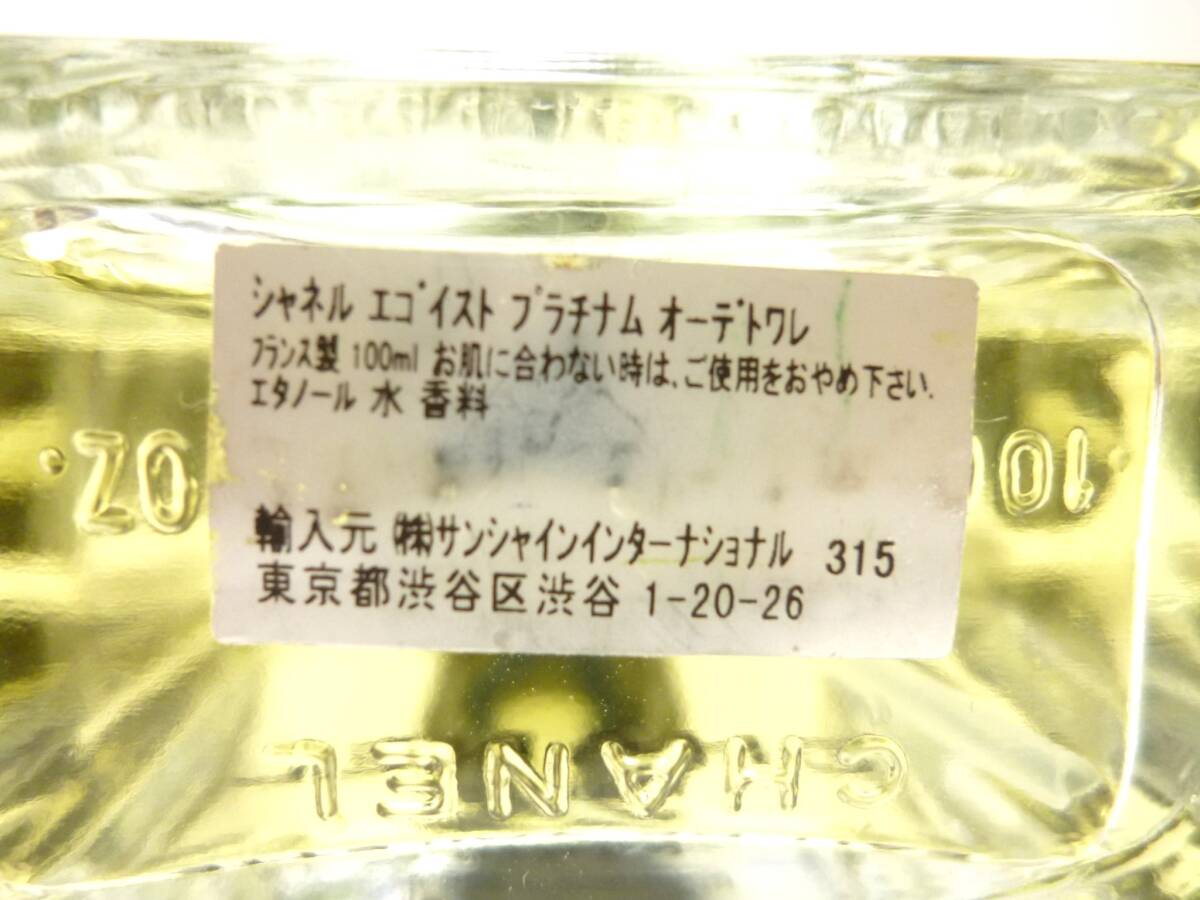 シャネル エゴイスト プラチナム オーデトワレ
フランス製 100ml お肌に合わない時は、ご使用をおやめ下さい.
エタノール 水 香料
OZ. 100
輸入元 ㈱サンシャインインターナショナル 315
東京都渋谷区渋谷 1-20-26
CHANEL